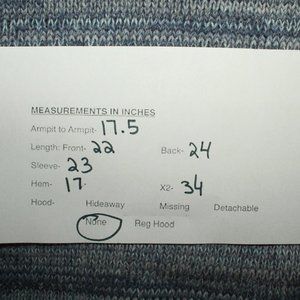 MEASUREMENTS IN INCHES
Armpit to Armpit- 17.5
Length: Front- 22 Back- 24
Sleeve- 23
Hem- 17 X2- 34
Hood- Hideaway Missing Detachable
None Reg Hood